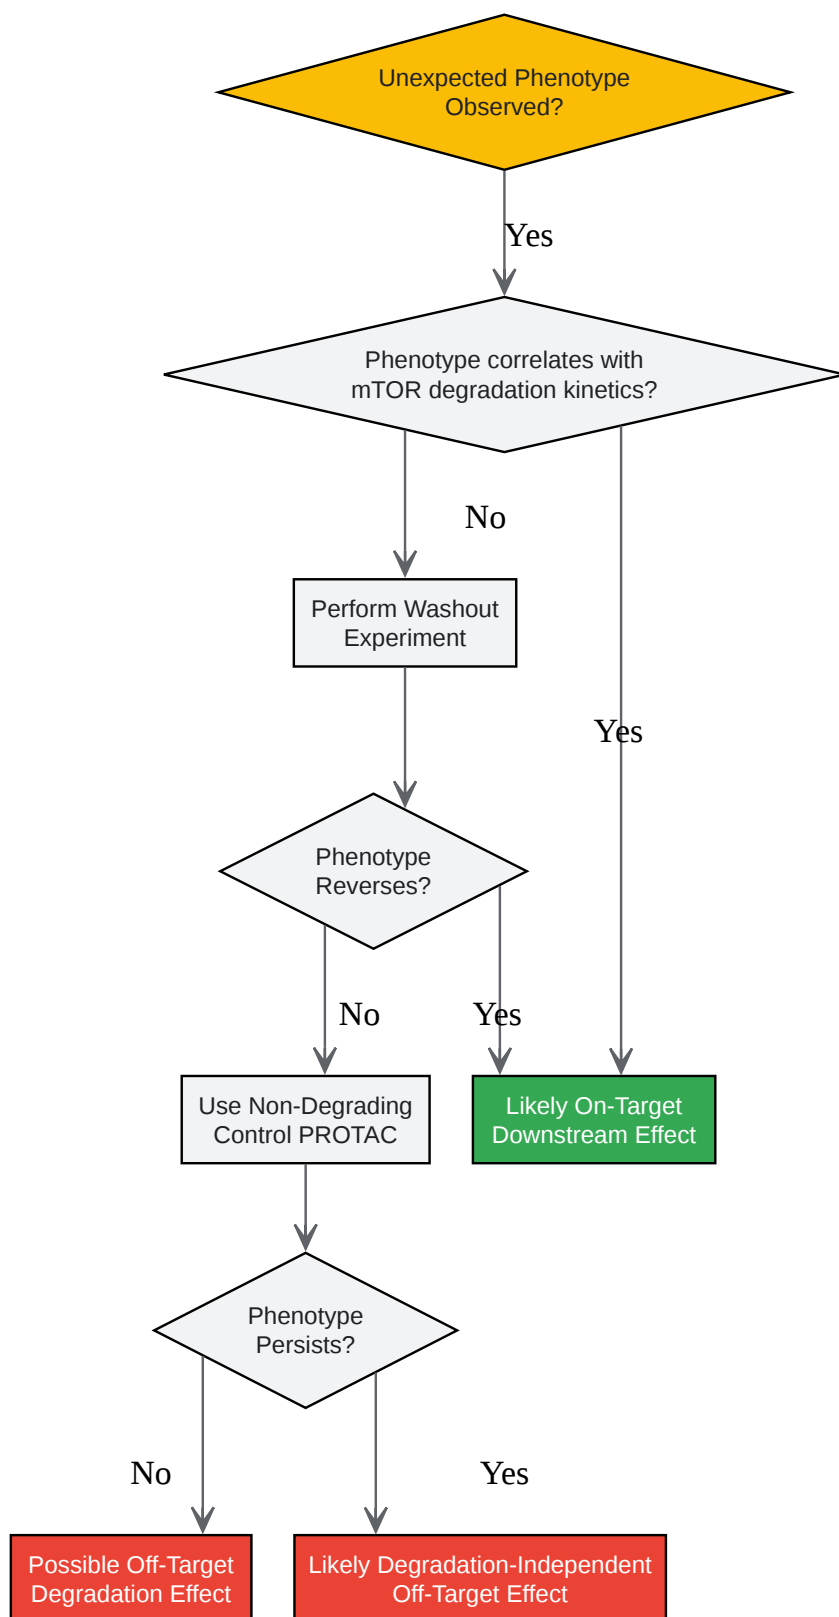 Unexpected Phenotype
Observed?
Yes
Phenotype correlates with
mTOR degradation kinetics?
No
Perform Washout
Experiment
Yes
Phenotype
Reverses?
No
Yes
Use Non-Degrading
Control PROTAC
Likely On-Target
Downstream Effect
Phenotype
Persists?
No
Yes
Possible Off-Target
Degradation Effect
Likely Degradation-Independent
Off-Target Effect